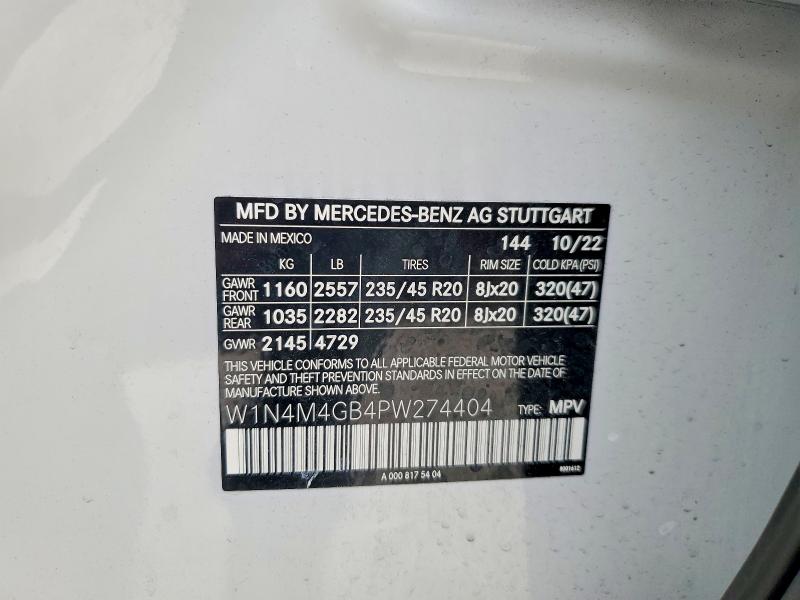 MFD BY MERCEDES-BENZ AG STUTTGART
MADE IN MEXICO 144 10/22
KG LB TIRES RIM SIZE COLD KPA (PSI)
GAWR FRONT 1160 2557 235/45 R20 8Jx20 320(47)
GAWR REAR 1035 2282 235/45 R20 8Jx20 320(47)
GVWR 2145 4729
THIS VEHICLE CONFORMS TO ALL APPLICABLE FEDERAL MOTOR VEHICLE
SAFETY AND THEFT PREVENTION STANDARDS IN EFFECT ON THE DATE OF
MANUFACTURE SHOWN ABOVE.
W1N4M4GB4PW274404 TYPE: MPV
A 000 817 54 04